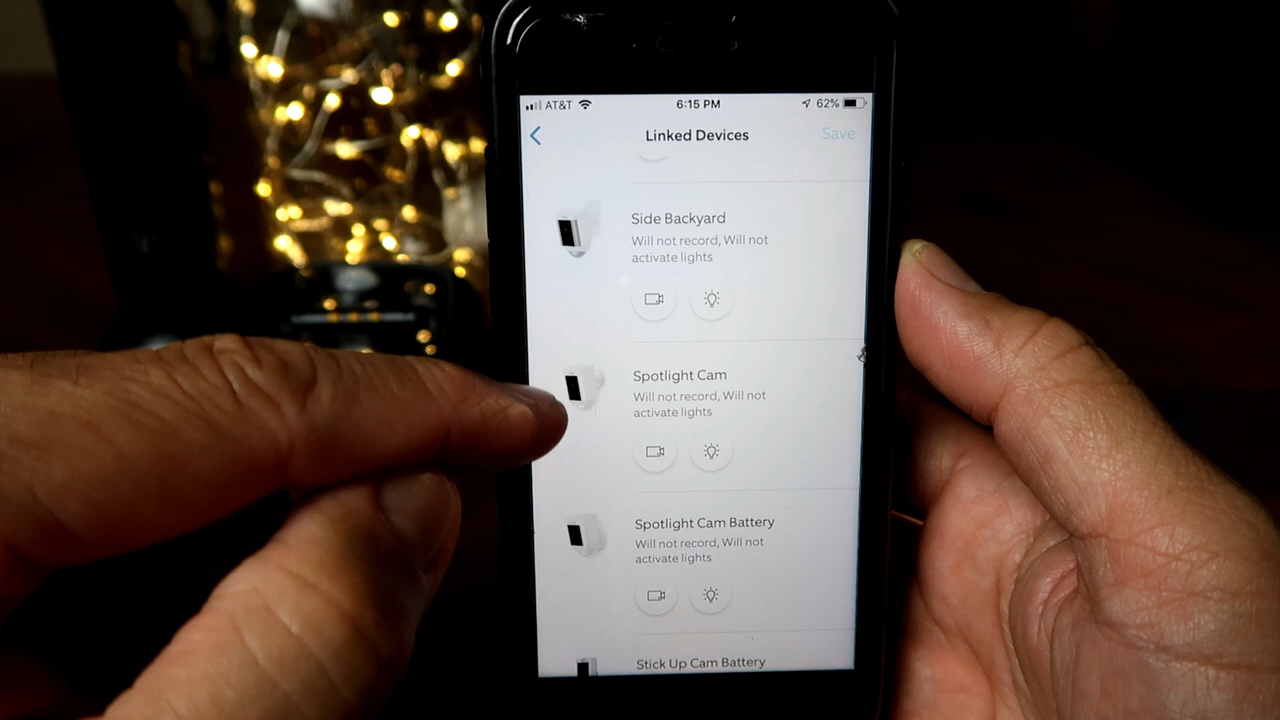 AT&T 6:15 PM 62%
Linked Devices Save
Side Backyard
Will not record, Will not
activate lights
Spotlight Cam
Will not record, Will not
activate lights
Spotlight Cam Battery
Will not record, Will not
activate lights
Stick Up Cam Battery